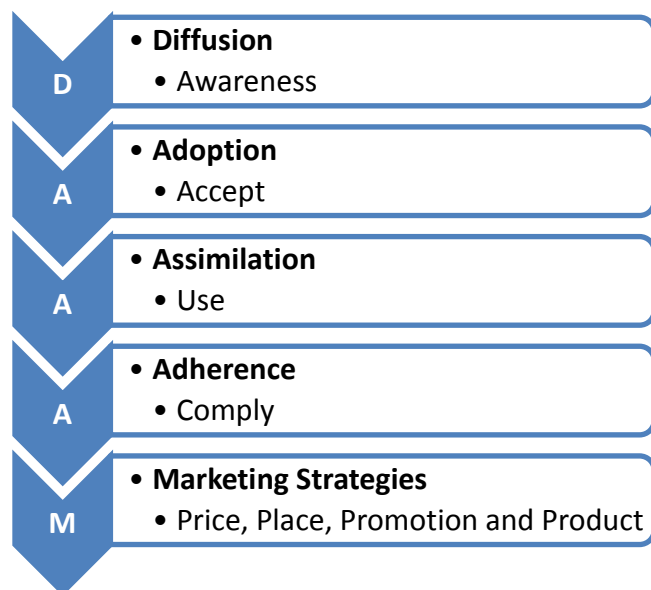 D
• Diffusion
• Awareness
A
• Adoption
• Accept
A
• Assimilation
• Use
A
• Adherence
• Comply
M
• Marketing Strategies
• Price, Place, Promotion and Product